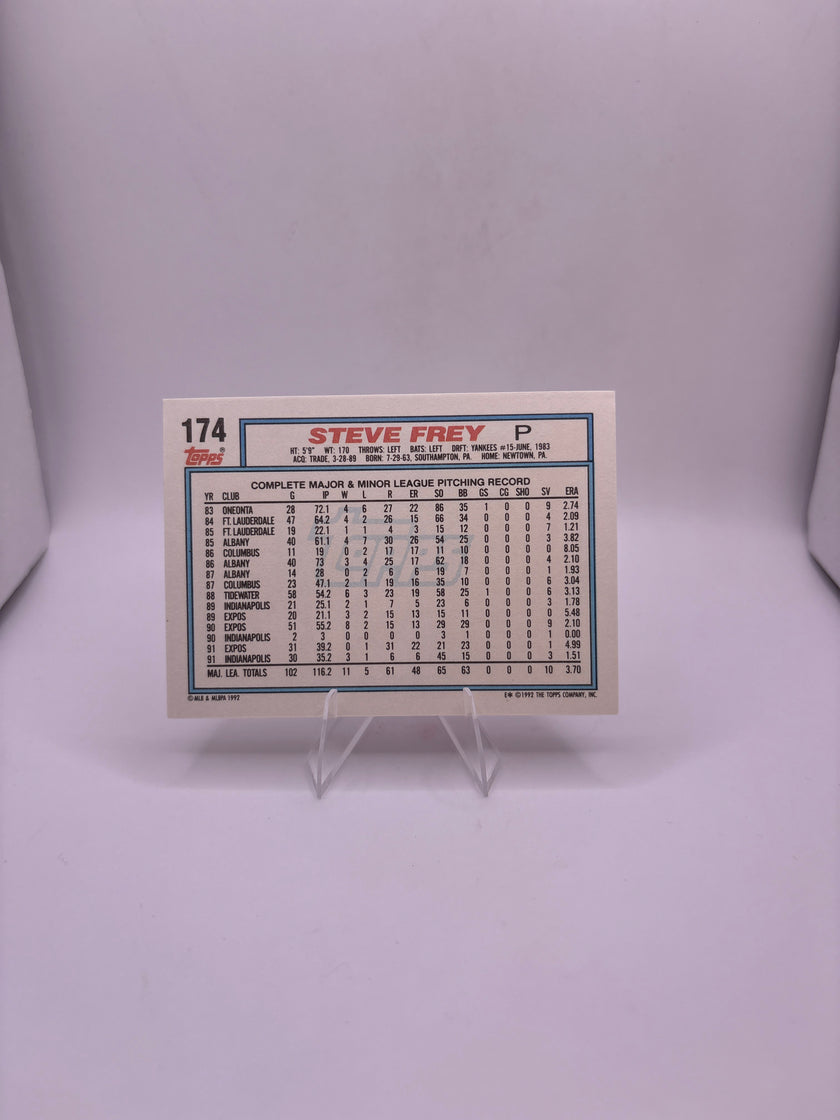 174
STEVE FREY P
Topps®
HT: 5'9" WT: 170 THROWS: LEFT BATS: LEFT DRFT: YANKEES #15-JUNE, 1983
ACQ: TRADE, 3-28-89 BORN: 7-29-63, SOUTHAMPTON, PA. HOME: NEWTOWN, PA.
COMPLETE MAJOR & MINOR LEAGUE PITCHING RECORD
YR CLUB G IP W L R ER SO BB GS CG SHO SV ERA
83 ONEONTA 28 72.1 4 6 27 22 86 35 1 0 0 9 2.74
84 FT. LAUDERDALE 47 64.2 4 2 26 15 66 34 0 0 0 4 2.09
85 FT. LAUDERDALE 19 22.1 1 1 4 3 15 12 0 0 0 7 1.21
85 ALBANY 40 61.1 4 7 30 26 54 25 0 0 0 3 3.82
86 COLUMBUS 11 19 0 2 17 17 11 10 0 0 0 0 8.05
86 ALBANY 40 73 3 4 25 17 62 18 0 0 0 4 2.10
87 ALBANY 14 28 0 2 6 6 19 7 0 0 0 1 1.93
87 COLUMBUS 23 47.1 2 1 19 16 35 10 0 0 0 6 3.04
88 TIDEWATER 58 54.2 6 3 23 19 58 25 1 0 0 6 3.13
89 INDIANAPOLIS 21 25.1 2 1 7 5 23 6 0 0 0 3 1.78
89 EXPOS 20 21.1 3 2 15 13 15 11 0 0 0 0 5.48
90 EXPOS 51 55.2 8 2 15 13 29 29 0 0 0 9 2.10
90 INDIANAPOLIS 2 3 0 0 0 0 3 1 0 0 0 1 0.00
91 EXPOS 31 39.2 0 1 31 22 21 23 0 0 0 1 4.99
91 INDIANAPOLIS 30 35.2 3 1 6 6 45 15 0 0 0 3 1.51
MAJ. LEA. TOTALS 102 116.2 11 5 61 48 65 63 0 0 0 10 3.70
© MLB & MLBPA 1992 E* © 1992 THE TOPPS COMPANY, INC.